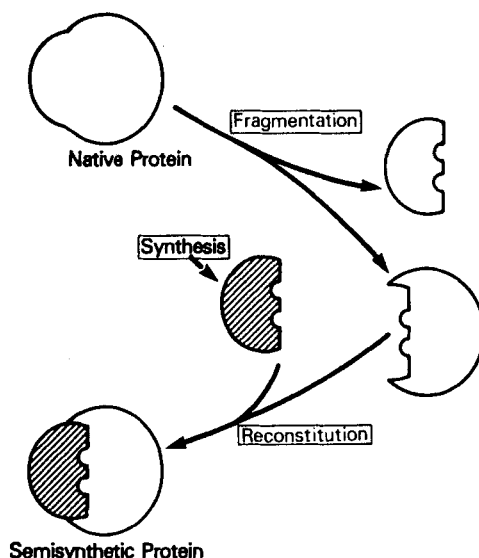 Fragmentation
Native Protein
Synthesis
Reconstitution
Semisynthetic Protein